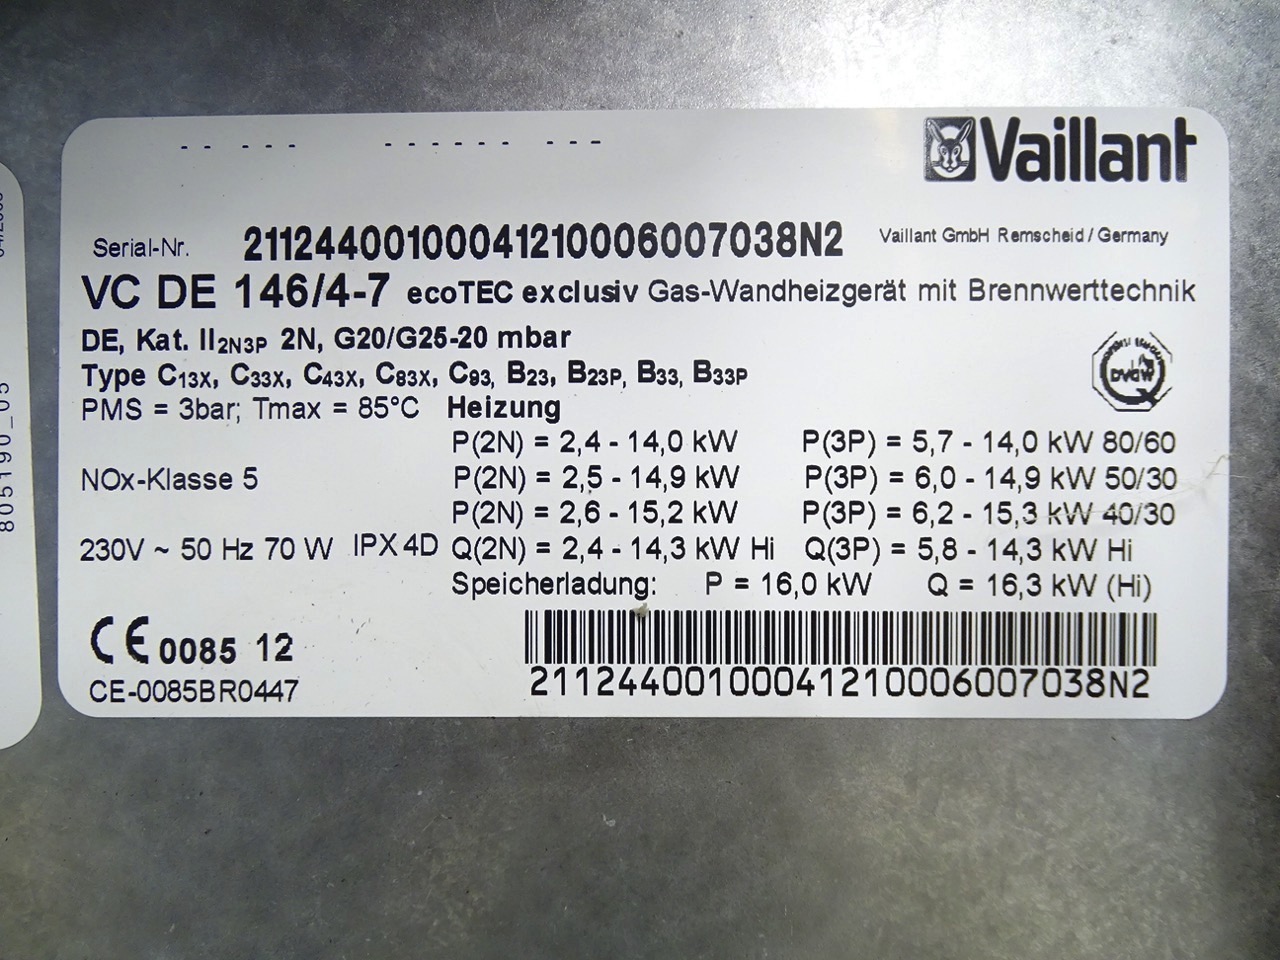 Vaillant
Serial-Nr. 21124400100041210006007038N2 Vaillant GmbH Remscheid / Germany
VC DE 146/4-7 ecoTEC exclusiv Gas-Wandheizgerät mit Brennwerttechnik
DE, Kat. II2N3P 2N, G20/G25-20 mbar
Type C13X, C33X, C43X, C83X, C93, B23, B23P, B33, B33P
PMS = 3bar; Tmax = 85°C Heizung
P(2N) = 2,4 - 14,0 kW P(3P) = 5,7 - 14,0 kW 80/60
NOx-Klasse 5 P(2N) = 2,5 - 14,9 kW P(3P) = 6,0 - 14,9 kW 50/30
P(2N) = 2,6 - 15,2 kW P(3P) = 6,2 - 15,3 kW 40/30
230V ~ 50 Hz 70 W IPX4D Q(2N) = 2,4 - 14,3 kW Hi Q(3P) = 5,8 - 14,3 kW Hi
Speicherladung: P = 16,0 kW Q = 16,3 kW (Hi)
CE 0085 12
CE-0085BR0447
21124400100041210006007038N2
DVGW
805190_05